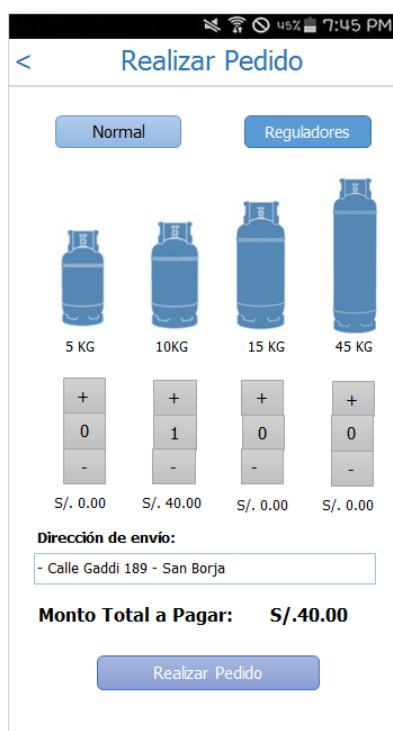 45% 7:45 PM
< Realizar Pedido
Normal Reguladores
5 KG 10KG 15 KG 45 KG
+ + + +
0 1 0 0
- - - -
S/. 0.00 S/. 40.00 S/. 0.00 S/. 0.00
Dirección de envío:
- Calle Gaddi 189 - San Borja
Monto Total a Pagar: S/.40.00
Realizar Pedido